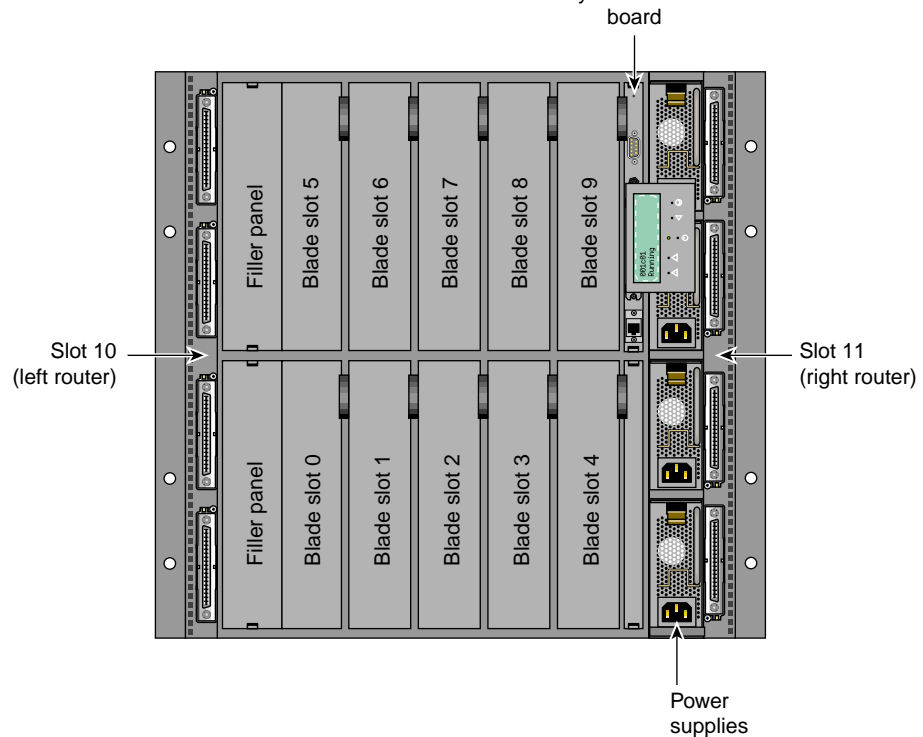 board
Filler panel
Blade slot 5
Blade slot 6
Blade slot 7
Blade slot 8
Blade slot 9
001c01
Running
Slot 10
(left router)
Slot 11
(right router)
Filler panel
Blade slot 0
Blade slot 1
Blade slot 2
Blade slot 3
Blade slot 4
Power
supplies